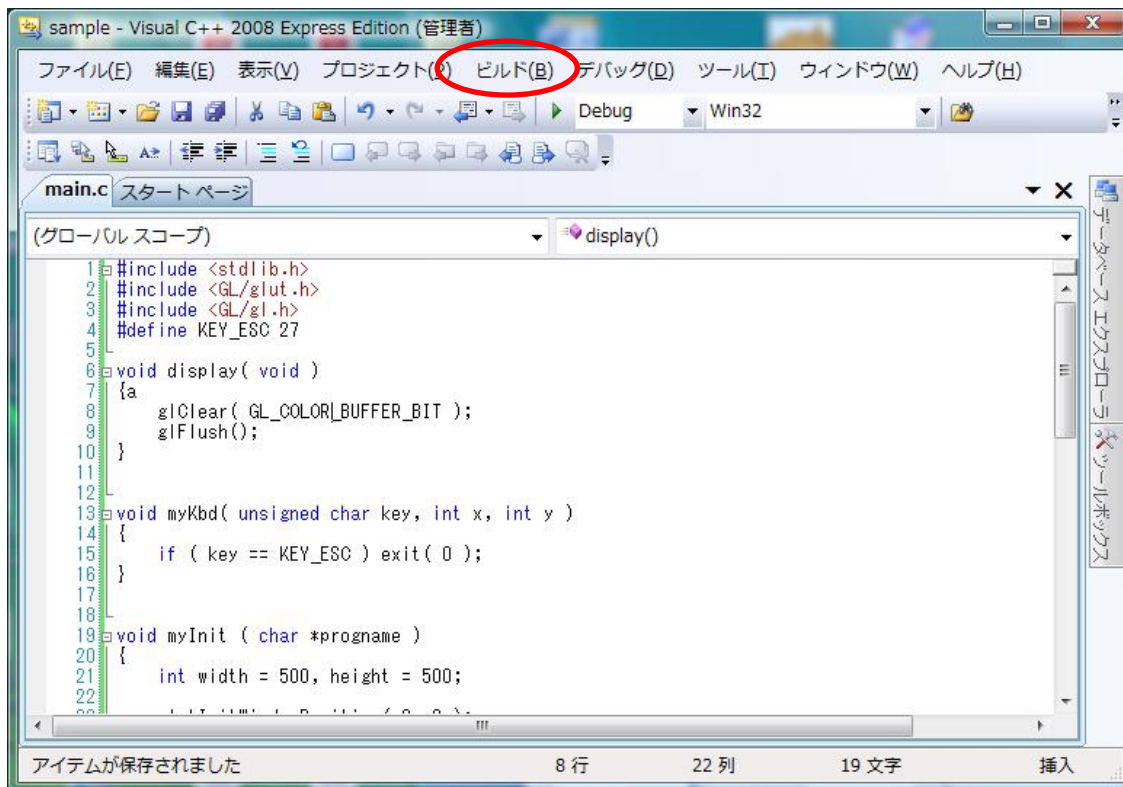 sample - Visual C++ 2008 Express Edition (管理者)
ファイル(F) 編集(E) 表示(V) プロジェクト(P) ビルド(B) デバッグ(D) ツール(T) ウィンドウ(W) ヘルプ(H)
Debug Win32
main.c スタート ページ
(グローバル スコープ) display()
1 #include <stdlib.h>
2 #include <GL/glut.h>
3 #include <GL/gl.h>
4 #define KEY_ESC 27
5
6 void display( void )
7 {a
8 glClear( GL_COLOR_BUFFER_BIT );
9 glFlush();
10 }
11
12
13 void myKbd( unsigned char key, int x, int y )
14 {
15 if ( key == KEY_ESC ) exit( 0 );
16 }
17
18
19 void myInit ( char *progname )
20 {
21 int width = 500, height = 500;
22
データベース エクスプローラ
ツールボックス
アイテムが保存されました 8 行 22 列 19 文字 挿入